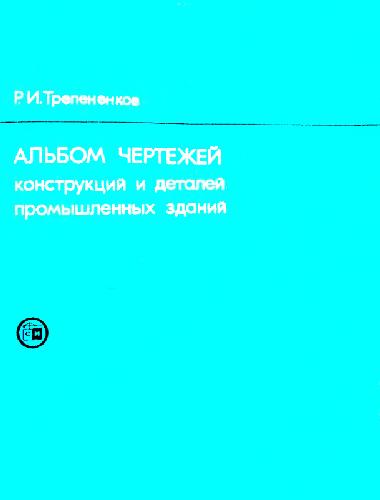 Р.И.Трепененков
АЛЬБОМ ЧЕРТЕЖЕЙ
конструкций и деталей
промышленных зданий
С И